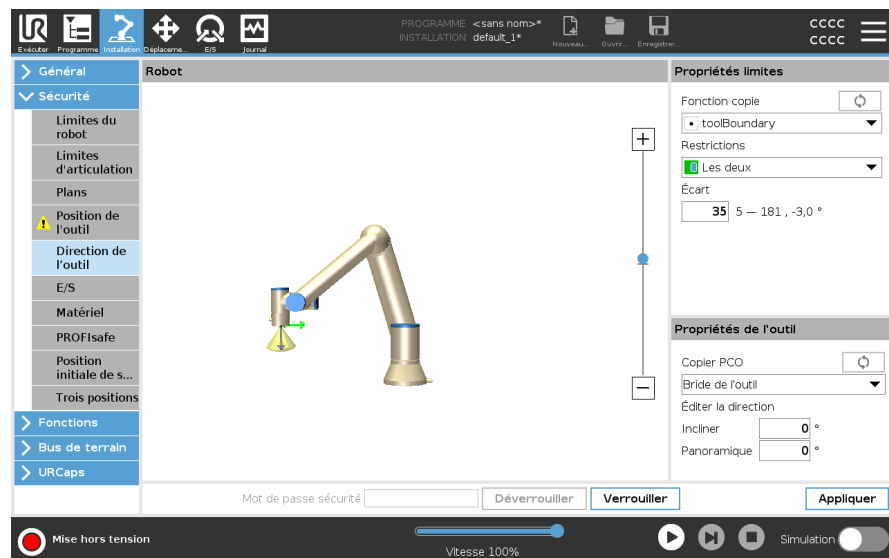 PROGRAMME <sans nom>*
INSTALLATION default_1*
CCCC
CCCC
Exécuter Programme Installation Déplaceme... E/S Journal Nouveau... Ouvrir... Enregistrer...
Général
Sécurité
Limites du
robot
Limites
d'articulation
Plans
Position de
l'outil
Direction de
l'outil
E/S
Matériel
PROFIsafe
Position
initiale de s...
Trois positions
Fonctions
Bus de terrain
URCaps
Robot
Propriétés limites
Fonction copie
toolBoundary
Restrictions
Les deux
Écart
35 5 — 181 , -3,0 °
Propriétés de l'outil
Copier PCO
Bride de l'outil
Éditer la direction
Incliner 0 °
Panoramique 0 °
Mot de passe sécurité Déverrouiller Verrouiller Appliquer
Mise hors tension
Vitesse 100%
Simulation